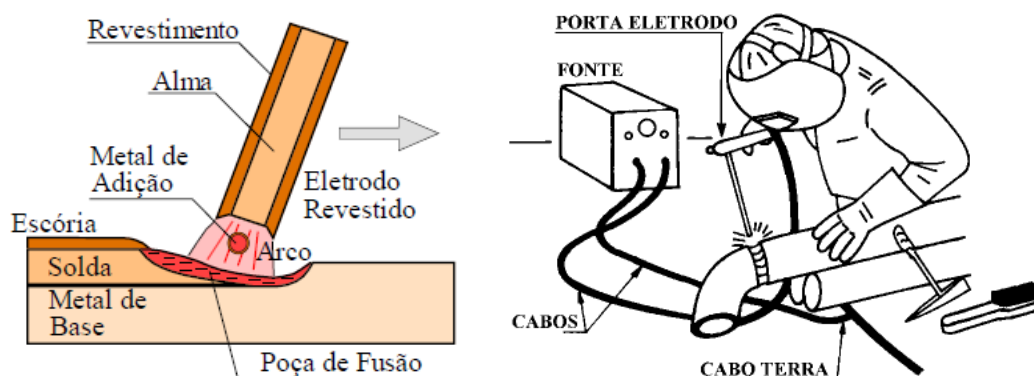 Revestimento
Alma
Metal de
Adição
Eletrodo
Revestido
Escória
Arco
Solda
Metal de
Base
Poça de Fusão
PORTA ELETRODO
FONTE
CABOS
CABO TERRA